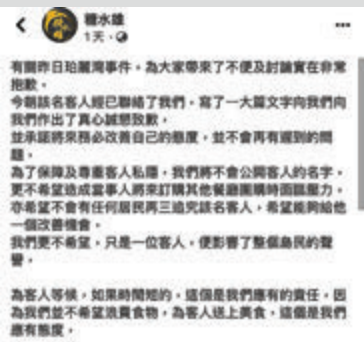 糖水雄
1天
有關昨日珀麗灣事件，為大家帶來了不便及討論實在非常
抱歉。
今朝該名客人經已聯絡了我們，寫了一大篇文字向我們向
我們作出了真心誠懇致歉，
並承諾將來務必改善自己的態度，並不會再有遲到的問
題。
為了保障及尊重客人私隱，我們將不會公開客人的名字，
更不希望造成當事人將來訂購其他餐廳團購時面臨壓力，
亦希望不會有任何居民再三追究該名客人，希望能夠給他
一個改善機會。
我們更不希望，只是一位客人，便影響了整個島民的聲
譽。
為客人等候，如果時間短的，這個是我們應有的責任，因
為我們並不希望浪費食物，為客人送上美食，這個是我們
應有態度，